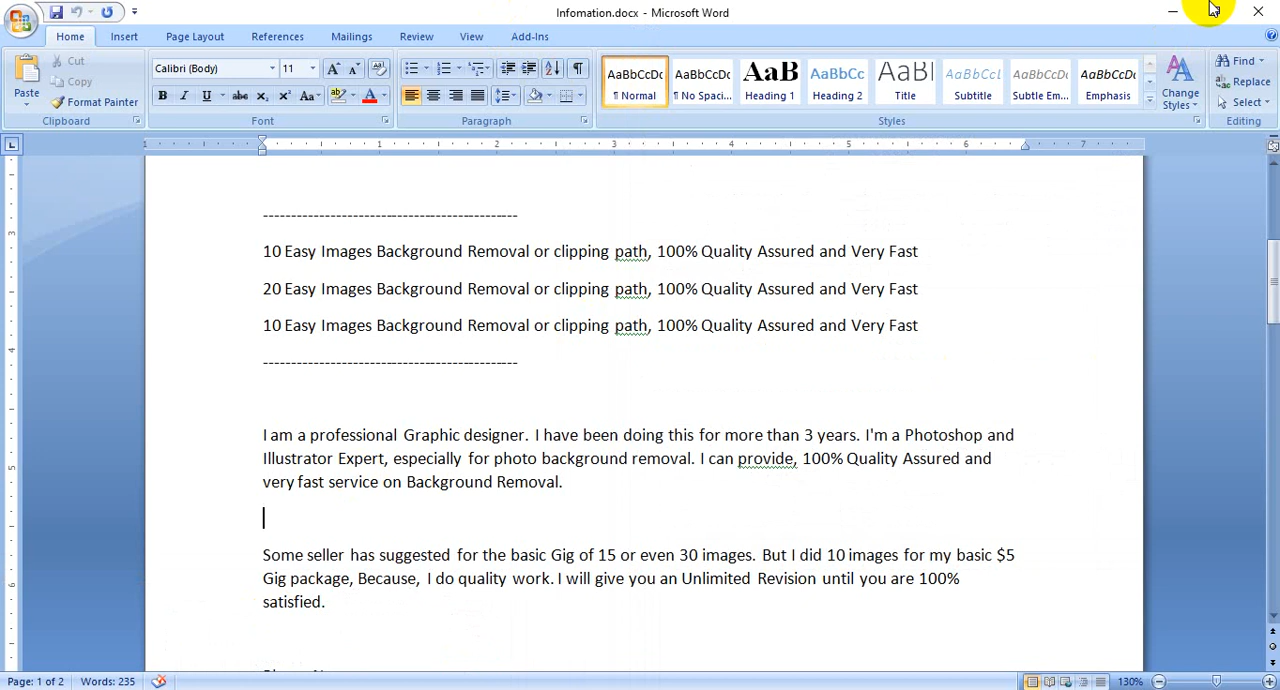 Infomation.docx - Microsoft Word
Home Insert Page Layout References Mailings Review View Add-Ins
Paste
Cut
Copy
Format Painter
Clipboard
Calibri (Body) 11
Font
Paragraph
AaBbCcDc AaBbCcDc AaBbCc AaBbCc AaBl AaBbCcL AaBbCcDc AaBbCcDc
¶ Normal ¶ No Spaci... Heading 1 Heading 2 Title Subtitle Subtle Em... Emphasis
Change Styles
Styles
Find
Replace
Select
Editing
1 1 2 3 4 5 6 7
----------------------------------------------
10 Easy Images Background Removal or clipping path, 100% Quality Assured and Very Fast
20 Easy Images Background Removal or clipping path, 100% Quality Assured and Very Fast
10 Easy Images Background Removal or clipping path, 100% Quality Assured and Very Fast
----------------------------------------------
I am a professional Graphic designer. I have been doing this for more than 3 years. I'm a Photoshop and
Illustrator Expert, especially for photo background removal. I can provide, 100% Quality Assured and
very fast service on Background Removal.
Some seller has suggested for the basic Gig of 15 or even 30 images. But I did 10 images for my basic $5
Gig package, Because, I do quality work. I will give you an Unlimited Revision until you are 100%
satisfied.
Page: 1 of 2 Words: 235 130%